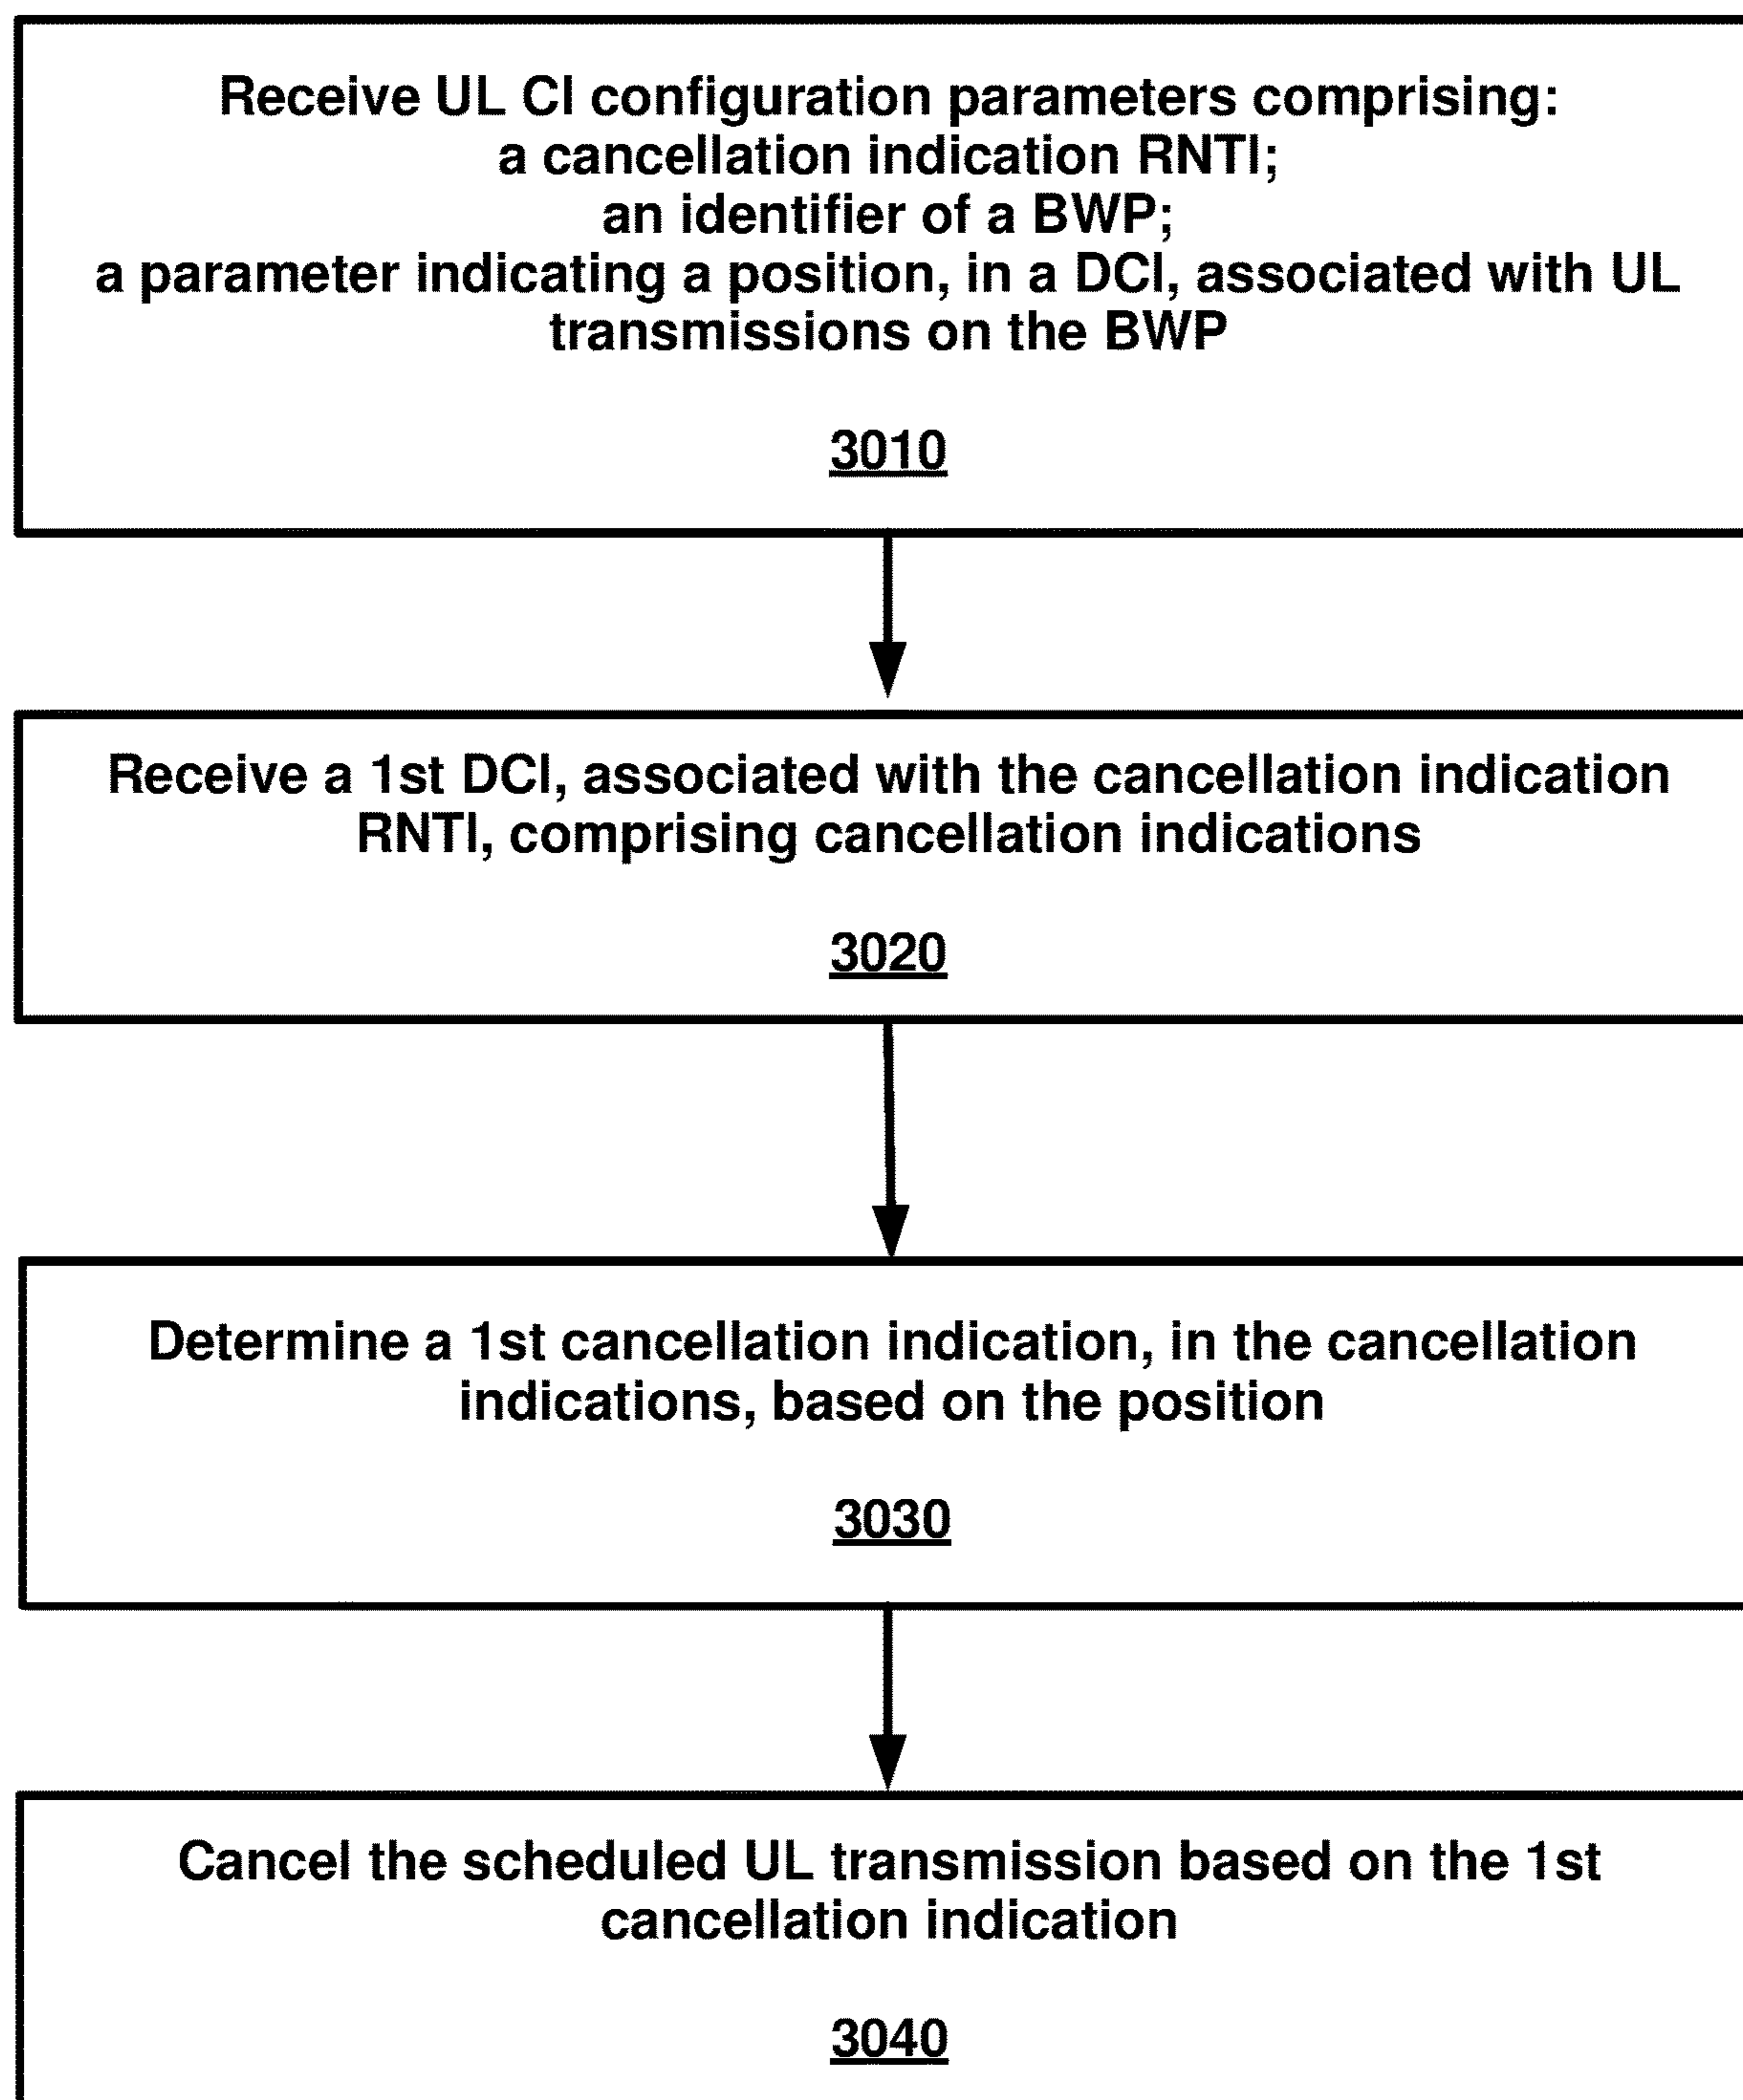 Receive UL CI configuration parameters comprising:
a cancellation indication RNTI;
an identifier of a BWP;
a parameter indicating a position, in a DCI, associated with UL
transmissions on the BWP
3010
Receive a 1st DCI, associated with the cancellation indication
RNTI, comprising cancellation indications
3020
Determine a 1st cancellation indication, in the cancellation
indications, based on the position
3030
Cancel the scheduled UL transmission based on the 1st
cancellation indication
3040